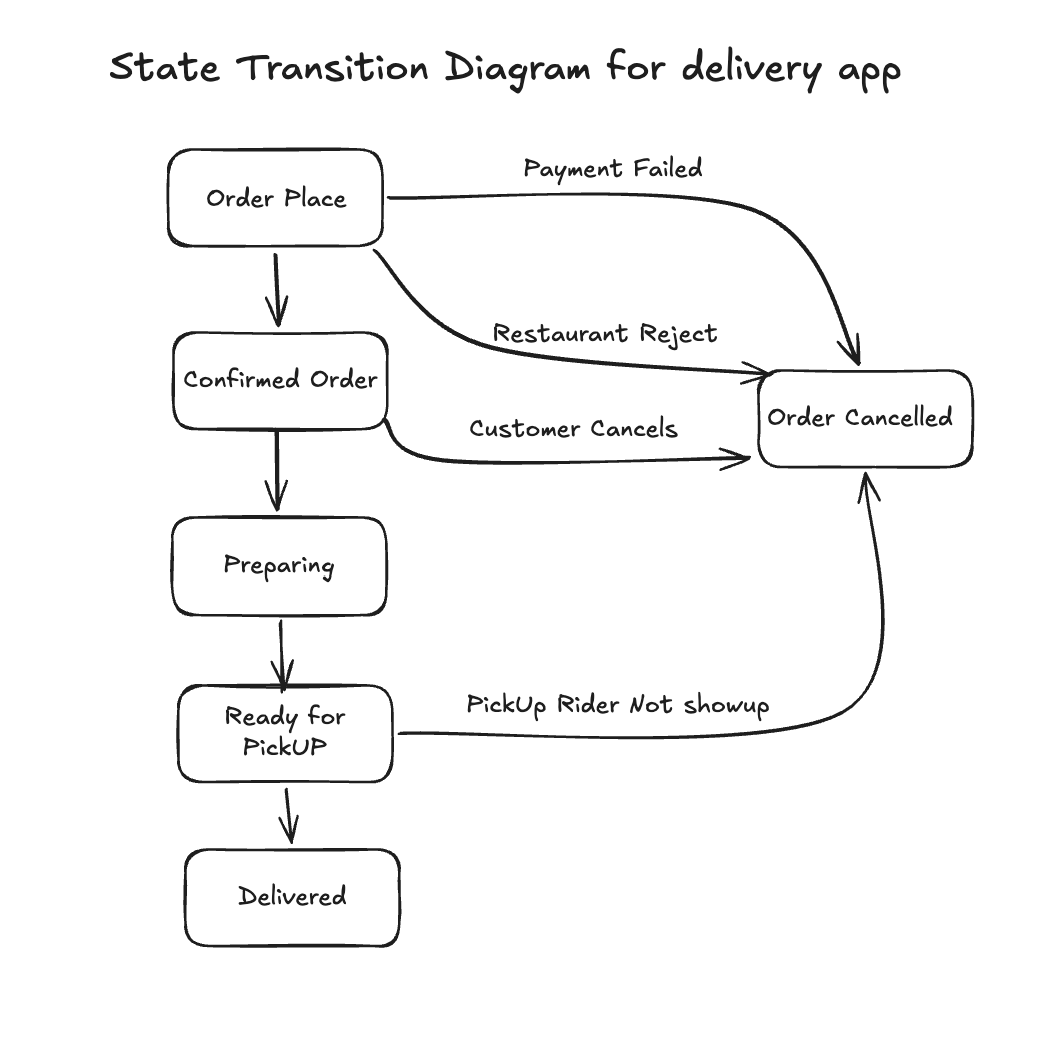 State Transition Diagram for delivery app
Order Place
Payment Failed
Restaurant Reject
Confirmed Order
Customer Cancels
Order Cancelled
Preparing
Ready for
PickUP
PickUp Rider Not showup
Delivered